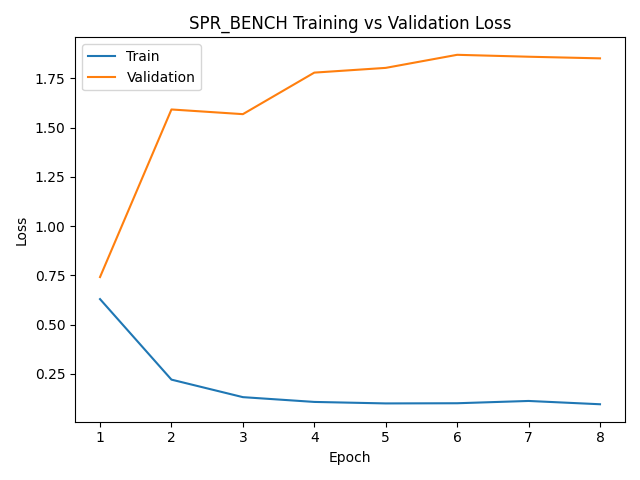 SPR_BENCH Training vs Validation Loss
Train
Validation
Loss
1.75
1.50
1.25
1.00
0.75
0.50
0.25
1 2 3 4 5 6 7 8
Epoch